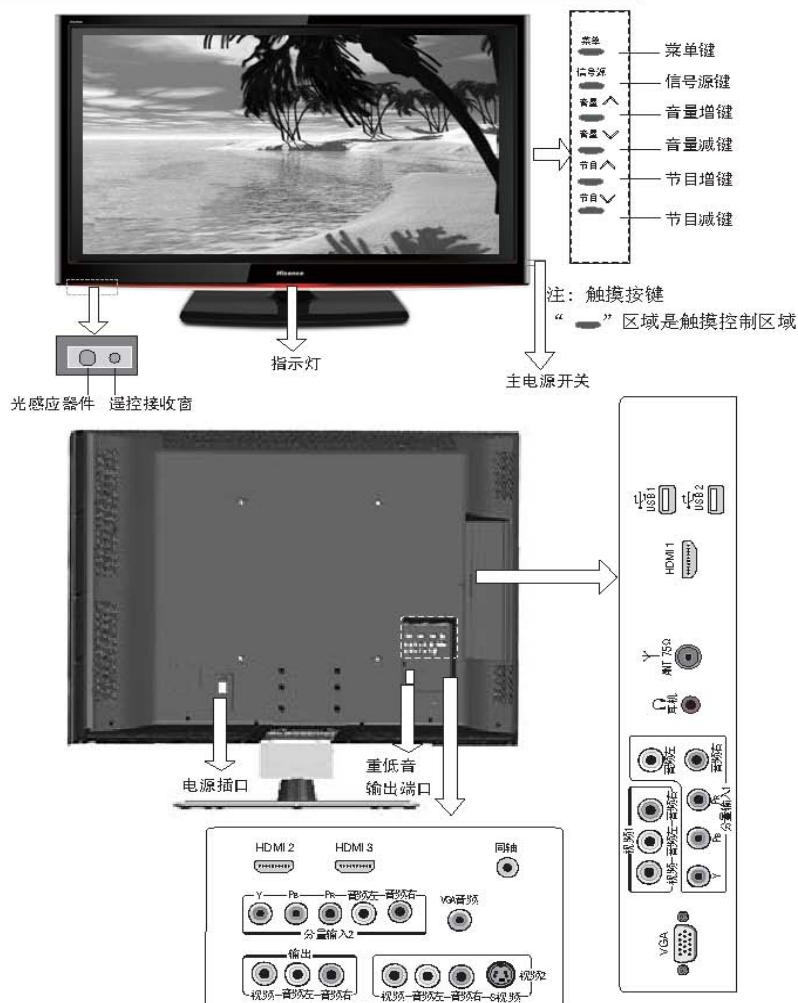 Hisense
菜单
信号源
音量
音量
节目
节目
菜单键
信号源键
音量增键
音量减键
节目增键
节目减键
注：触摸按键
“ ”区域是触摸控制区域
Hisense
指示灯
主电源开关
光感应器件 遥控接收窗
电源插口
重低音
输出端口
USB1
USB2
HDMI 1
ANT 75Ω
耳机
音频左
音频右
视频1
视频 音频左 音频右
分量输入1
PR
PB
Y
VGA
HDMI 2
HDMI 3
同轴
Y PB PR 音频左 音频右
VGA音频
分量输入2
输出
视频 音频左 音频右
视频 音频左 音频右 S视频
视频2